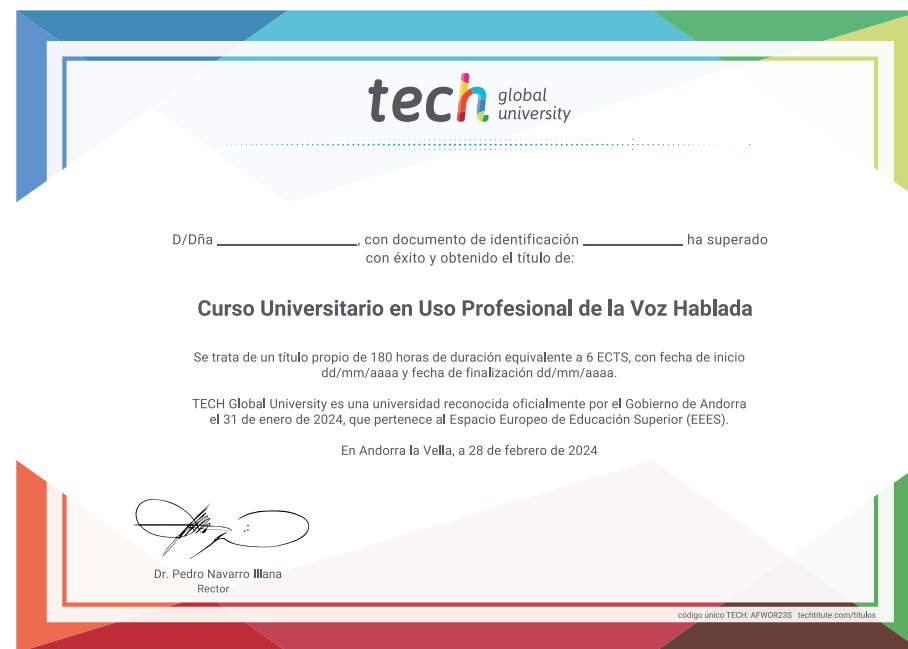 tech global university
D/Dña ____________, con documento de identificación ____________ ha superado
con éxito y obtenido el título de:
Curso Universitario en Uso Profesional de la Voz Hablada
Se trata de un título propio de 180 horas de duración equivalente a 6 ECTS, con fecha de inicio
dd/mm/aaaa y fecha de finalización dd/mm/aaaa.
TECH Global University es una universidad reconocida oficialmente por el Gobierno de Andorra
el 31 de enero de 2024, que pertenece al Espacio Europeo de Educación Superior (EEES).
En Andorra la Vella, a 28 de febrero de 2024
Dr. Pedro Navarro Illana
Rector
código único TECH: AFWOR23S techtitute.com/titulos